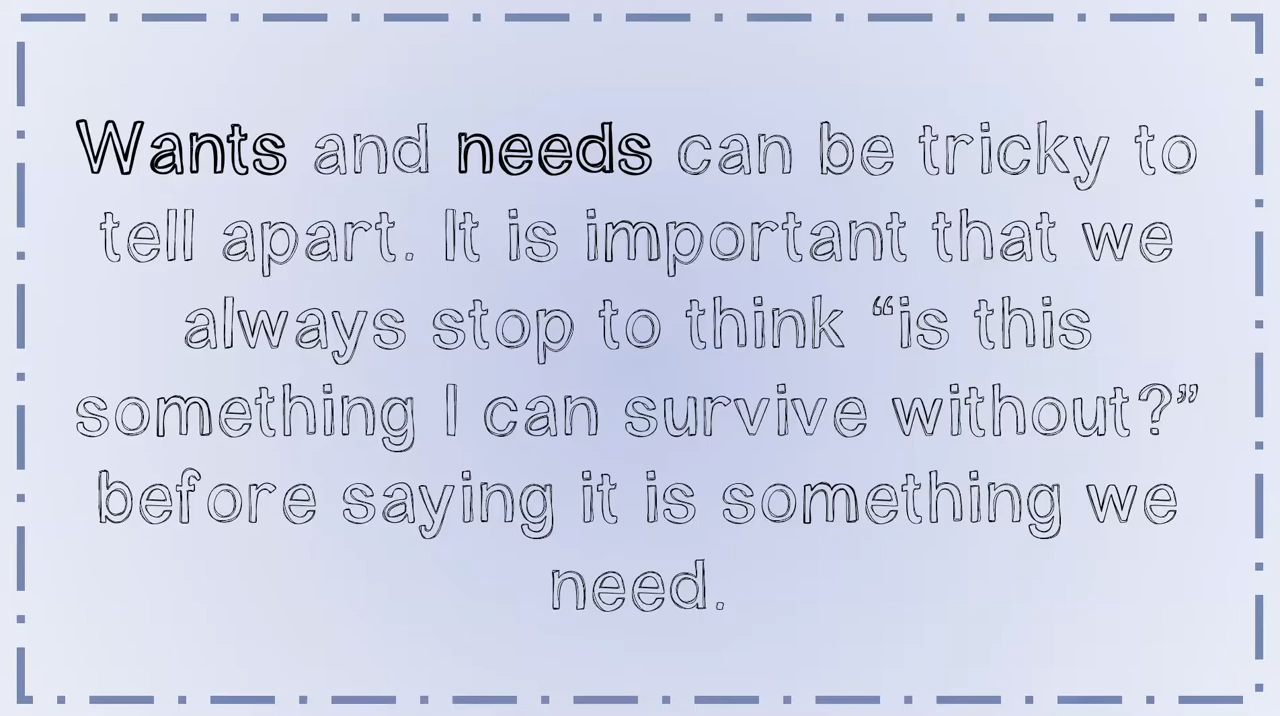 Wants and needs can be tricky to
tell apart. It is important that we
always stop to think “is this
something I can survive without?”
before saying it is something we
need.